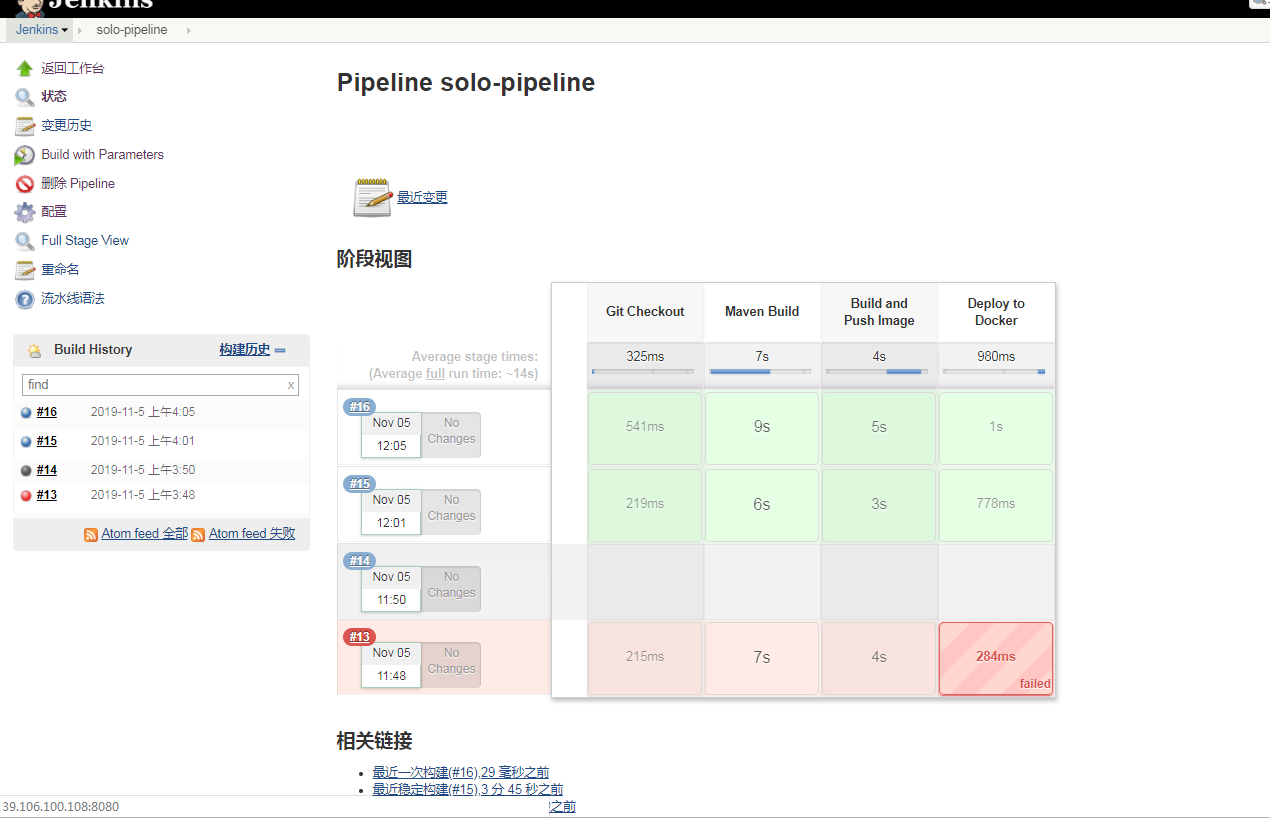 Jenkins
Jenkins
solo-pipeline
返回工作台
状态
变更历史
Build with Parameters
删除 Pipeline
配置
Full Stage View
重命名
流水线语法
Build History
构建历史
find
x
#16
2019-11-5 上午4:05
#15
2019-11-5 上午4:01
#14
2019-11-5 上午3:50
#13
2019-11-5 上午3:48
Atom feed 全部
Atom feed 失败
Pipeline solo-pipeline
最近变更
阶段视图
Git Checkout
Maven Build
Build and
Push Image
Deploy to
Docker
Average stage times:
(Average full run time: ~14s)
325ms
7s
4s
980ms
#16
Nov 05
12:05
No
Changes
541ms
9s
5s
1s
#15
Nov 05
12:01
No
Changes
219ms
6s
3s
778ms
#14
Nov 05
11:50
No
Changes
#13
Nov 05
11:48
No
Changes
215ms
7s
4s
284ms
failed
相关链接
最近一次构建(#16),29 毫秒之前
最近稳定构建(#15),3 分 45 秒之前
之前
39.106.100.108:8080